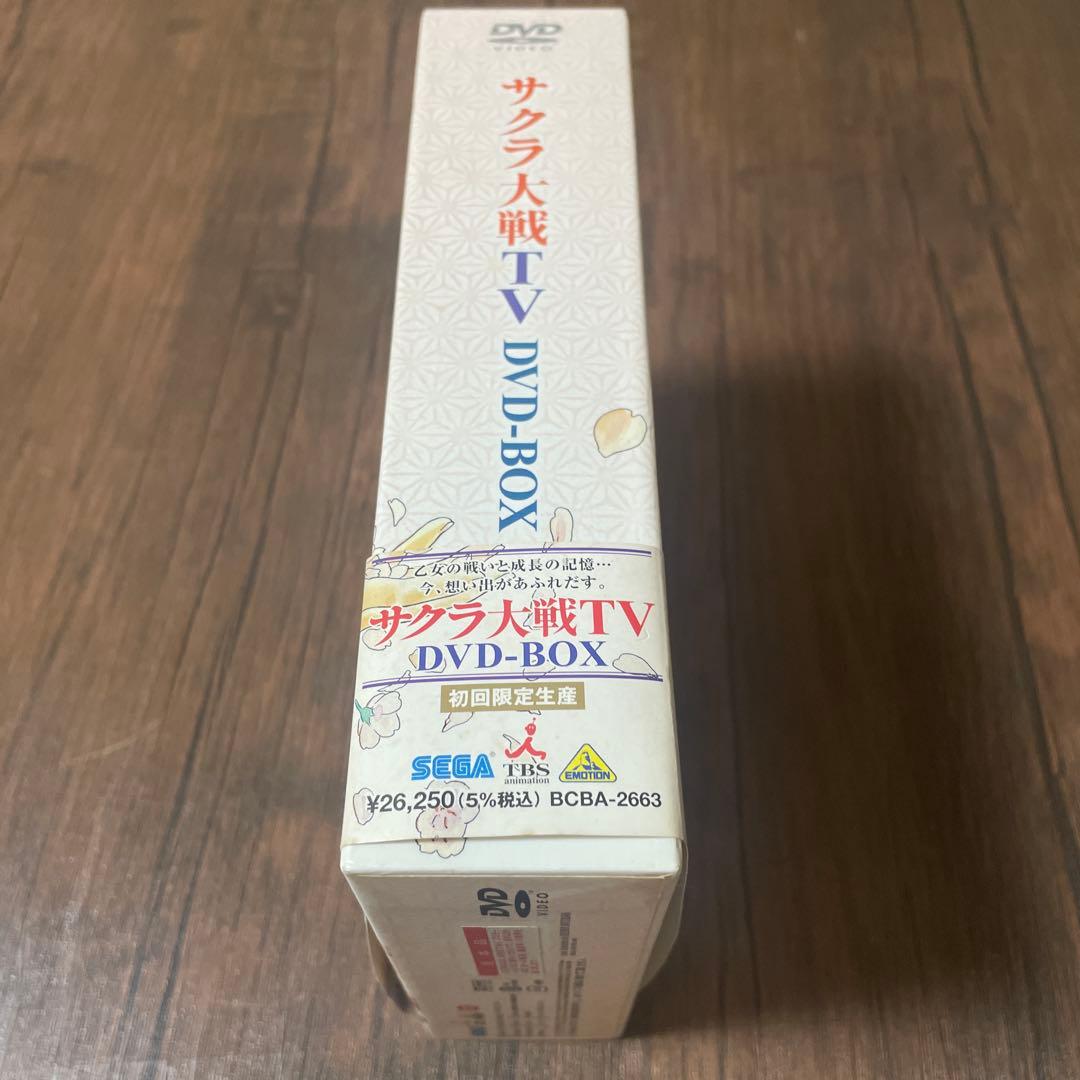 DVD
VIDEO
サクラ大戦TV DVD-BOX
乙女の戦いと成長の記憶…
今、想い出があふれだす。
サクラ大戦TV
DVD-BOX
初回限定生産
SEGA
TBS
animation
EMOTION
¥26,250(5%税込) BCBA-2663
DVD
VIDEO